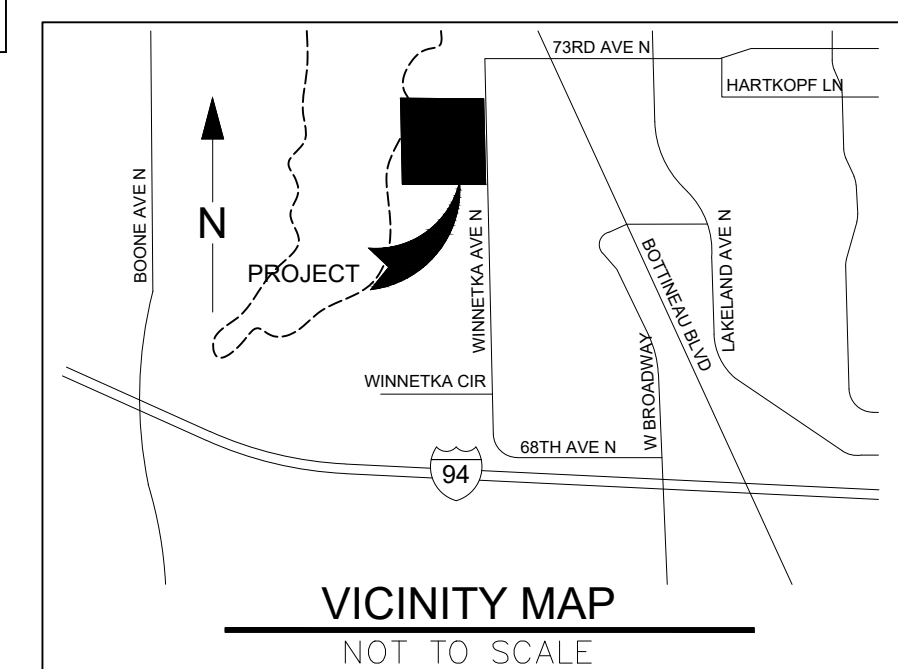 73RD AVE N
HARTKOPF LN
BOONE AVE N
N
PROJECT
WINNETKA AVE N
BOTTINEAU BLVD
LAKELAND AVE N
WINNETKA CIR
W BROADWAY
68TH AVE N
94
VICINITY MAP
NOT TO SCALE